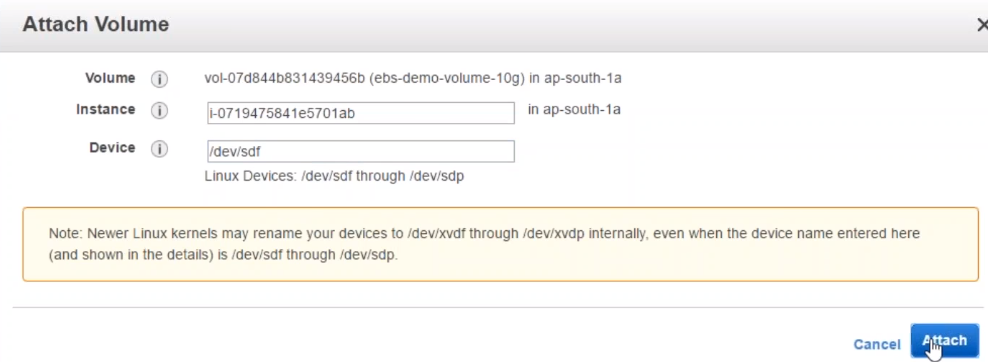 Attach Volume
Volume i vol-07d844b831439456b (ebs-demo-volume-10g) in ap-south-1a
Instance i i-0719475841e5701ab in ap-south-1a
Device i /dev/sdf
Linux Devices: /dev/sdf through /dev/sdp
Note: Newer Linux kernels may rename your devices to /dev/xvdf through /dev/xvdp internally, even when the device name entered here
(and shown in the details) is /dev/sdf through /dev/sdp.
Cancel Attach